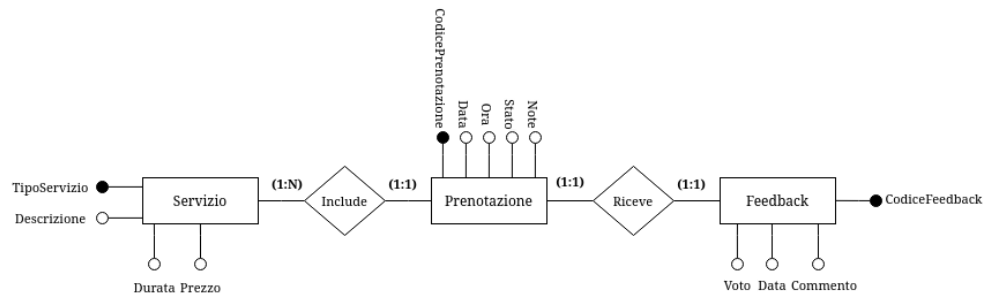 CodicePrenotazione
Data
Ora
Stato
Note
TipoServizio
Descrizione
Servizio
(1:N)
Include
(1:1)
Prenotazione
(1:1)
Riceve
(1:1)
Feedback
CodiceFeedback
Durata
Prezzo
Voto
Data
Commento